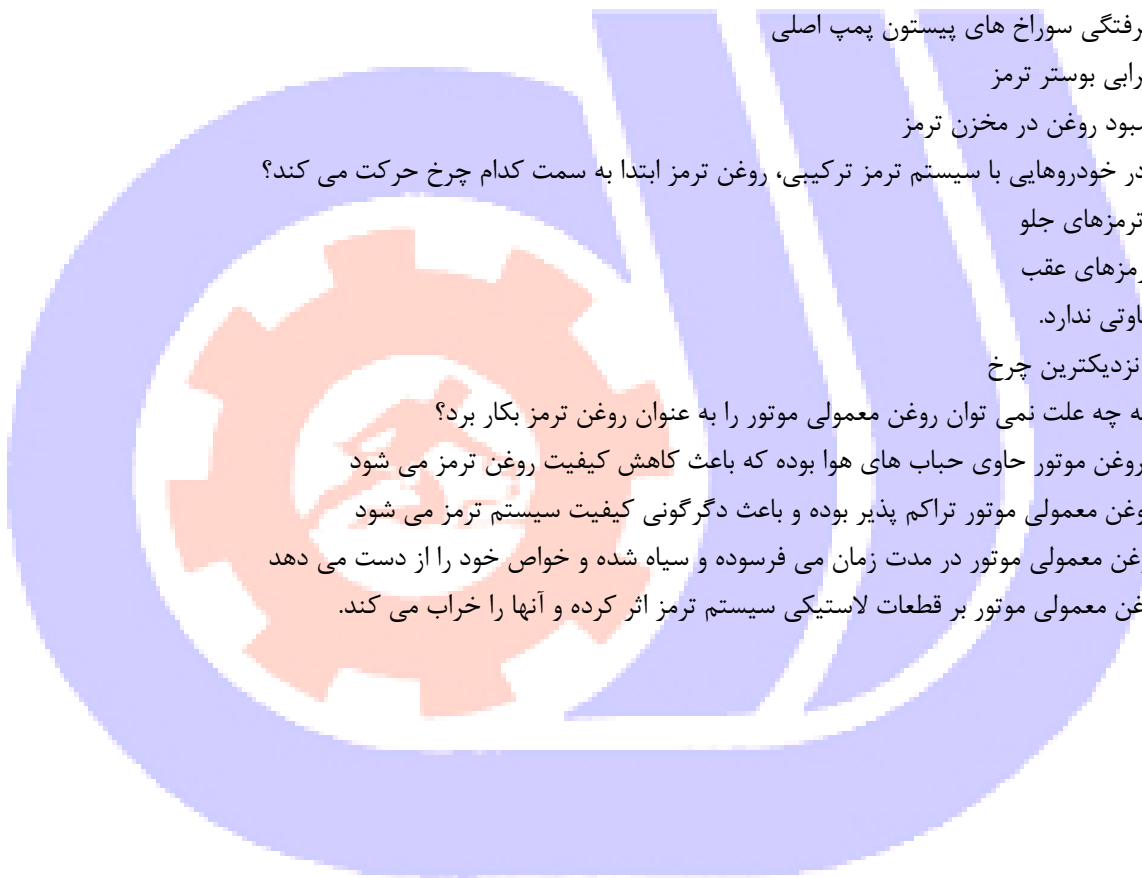 رفتگی سوراخ های پیستون پمپ اصلی
رابی بوستر ترمز
مبود روغن در مخزن ترمز
در خودروهایی با سیستم ترمز ترکیبی، روغن ترمز ابتدا به سمت کدام چرخ حرکت می کند؟
ترمزهای جلو
رمزهای عقب
اوتی ندارد.
نزدیکترین چرخ
ه چه علت نمی توان روغن معمولی موتور را به عنوان روغن ترمز بکار برد؟
روغن موتور حاوی حباب های هوا بوده که باعث کاهش کیفیت روغن ترمز می شود
وغن معمولی موتور تراکم پذیر بوده و باعث دگرگونی کیفیت سیستم ترمز می شود
غن معمولی موتور در مدت زمان می فرسوده و سیاه شده و خواص خود را از دست می دهد
غن معمولی موتور بر قطعات لاستیکی سیستم ترمز اثر کرده و آنها را خراب می کند.